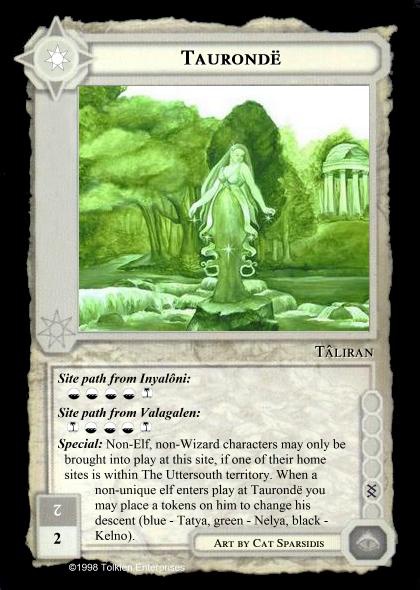 Taurondë
Tâliran
Site path from Inyalôni:
Site path from Valagalen:
Special: Non-Elf, non-Wizard characters may only be
brought into play at this site, if one of their home
sites is within The Uttersouth territory. When a
non-unique elf enters play at Taurondë you
may place a tokens on him to change his
descent (blue - Tatya, green - Nelya, black -
Kelno).
2
2
Art by Cat Sparsidis
©1998 Tolkien Enterprises